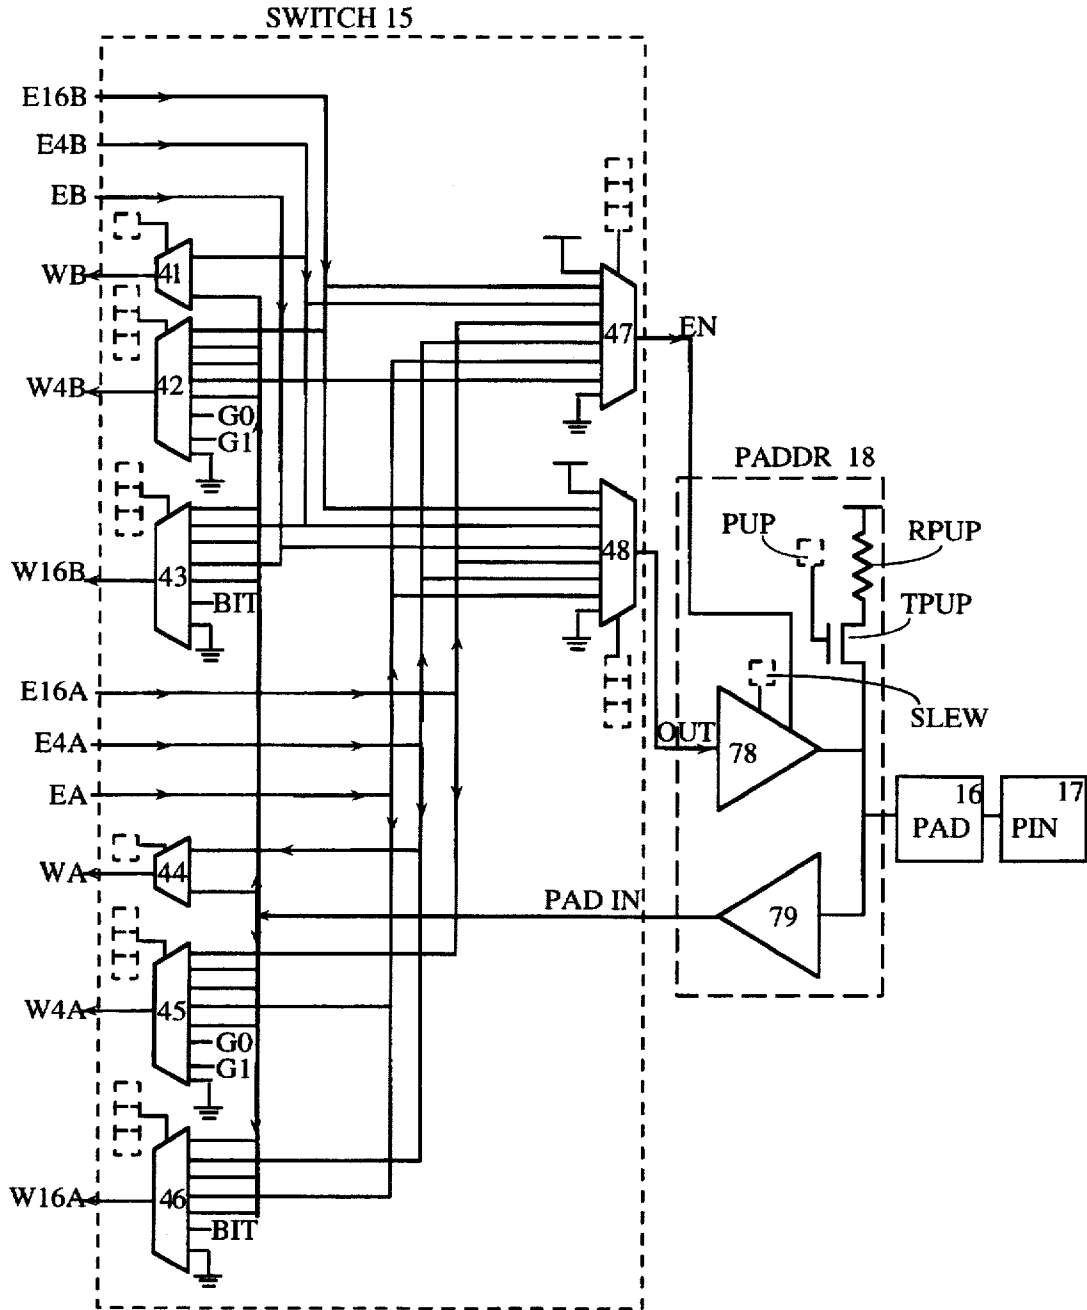 SWITCH 15
E16B
E4B
EB
WB
41
47
EN
W4B
42
G0
G1
PADDR 18
PUP
RPUP
48
W16B
43
BIT
TPUP
E16A
SLEW
OUT
78
E4A
EA
16
PAD
17
PIN
WA
44
PAD IN
79
W4A
45
G0
G1
W16A
46
BIT